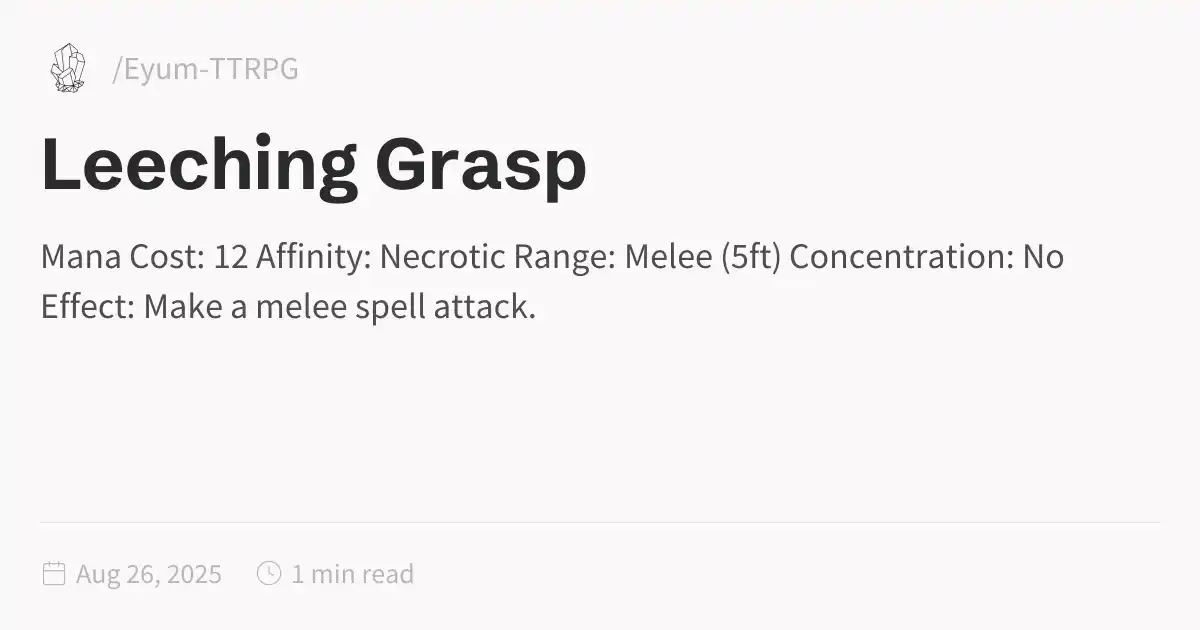 /Eyum-TTRPG
Leeching Grasp
Mana Cost: 12 Affinity: Necrotic Range: Melee (5ft) Concentration: No
Effect: Make a melee spell attack.
Aug 26, 2025 1 min read